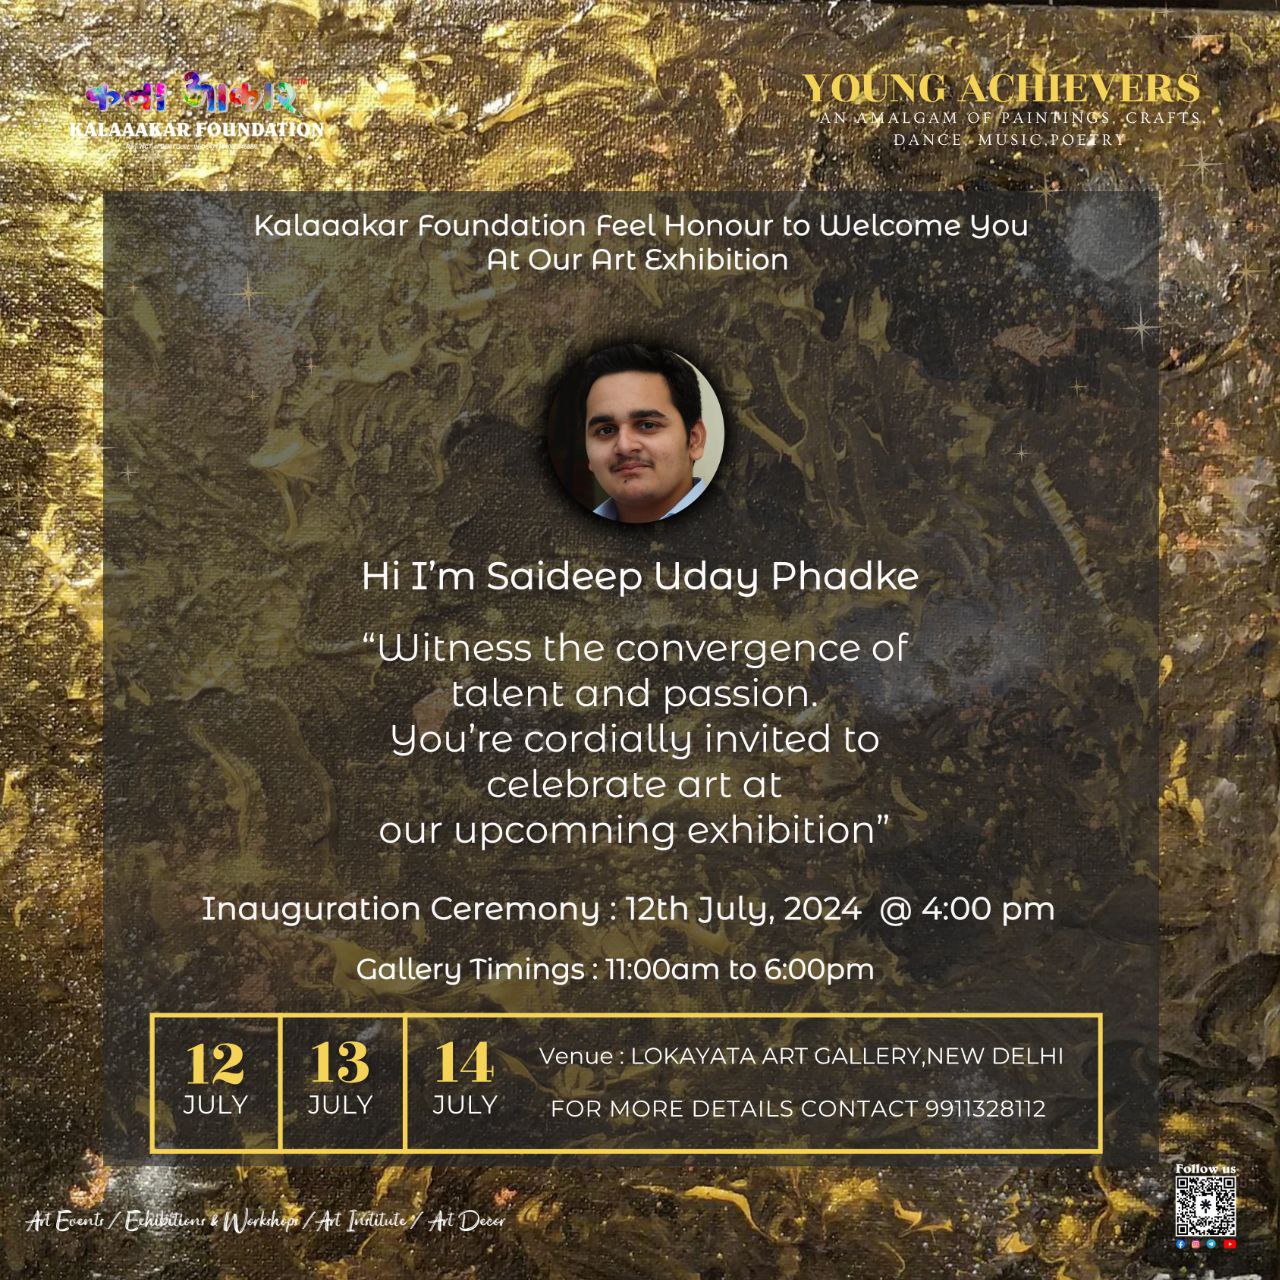 कला आकार
KALAAAKAR FOUNDATION
YOUNG ACHIEVERS
AN AMALGAM OF PAINTINGS, CRAFTS,
DANCE, MUSIC,POETRY
Kalaaakar Foundation Feel Honour to Welcome You
At Our Art Exhibition
Hi I'm Saideep Uday Phadke
“Witness the convergence of
talent and passion.
You're cordially invited to
celebrate art at
our upcomning exhibition”
Inauguration Ceremony : 12th July, 2024 @ 4:00 pm
Gallery Timings : 11:00am to 6:00pm
12 JULY
13 JULY
14 JULY
Venue : LOKAYATA ART GALLERY,NEW DELHI
FOR MORE DETAILS CONTACT 9911328112
Follow us
Art Events / Exhibitions & Workshops / Art Institute / Art Decor